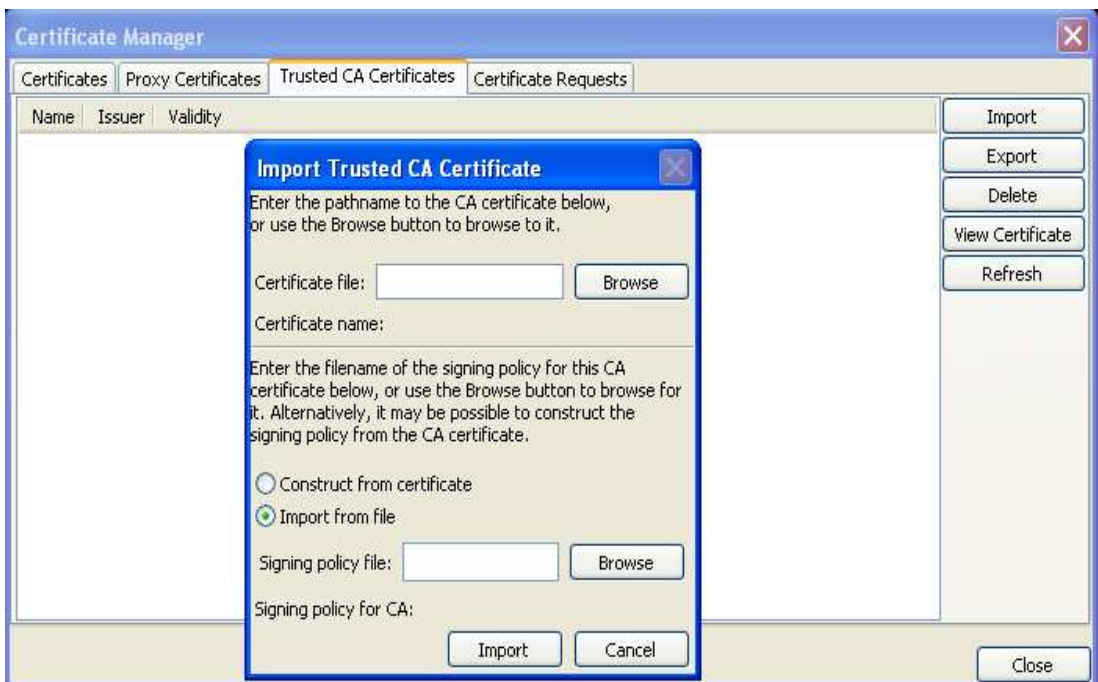 Certificate Manager
Certificates Proxy Certificates Trusted CA Certificates Certificate Requests
Name Issuer Validity
Import
Export
Delete
View Certificate
Refresh
Import Trusted CA Certificate
Enter the pathname to the CA certificate below,
or use the Browse button to browse to it.
Certificate file: Browse
Certificate name:
Enter the filename of the signing policy for this CA
certificate below, or use the Browse button to browse for
it. Alternatively, it may be possible to construct the
signing policy from the CA certificate.
Construct from certificate
Import from file
Signing policy file: Browse
Signing policy for CA:
Import Cancel
Close